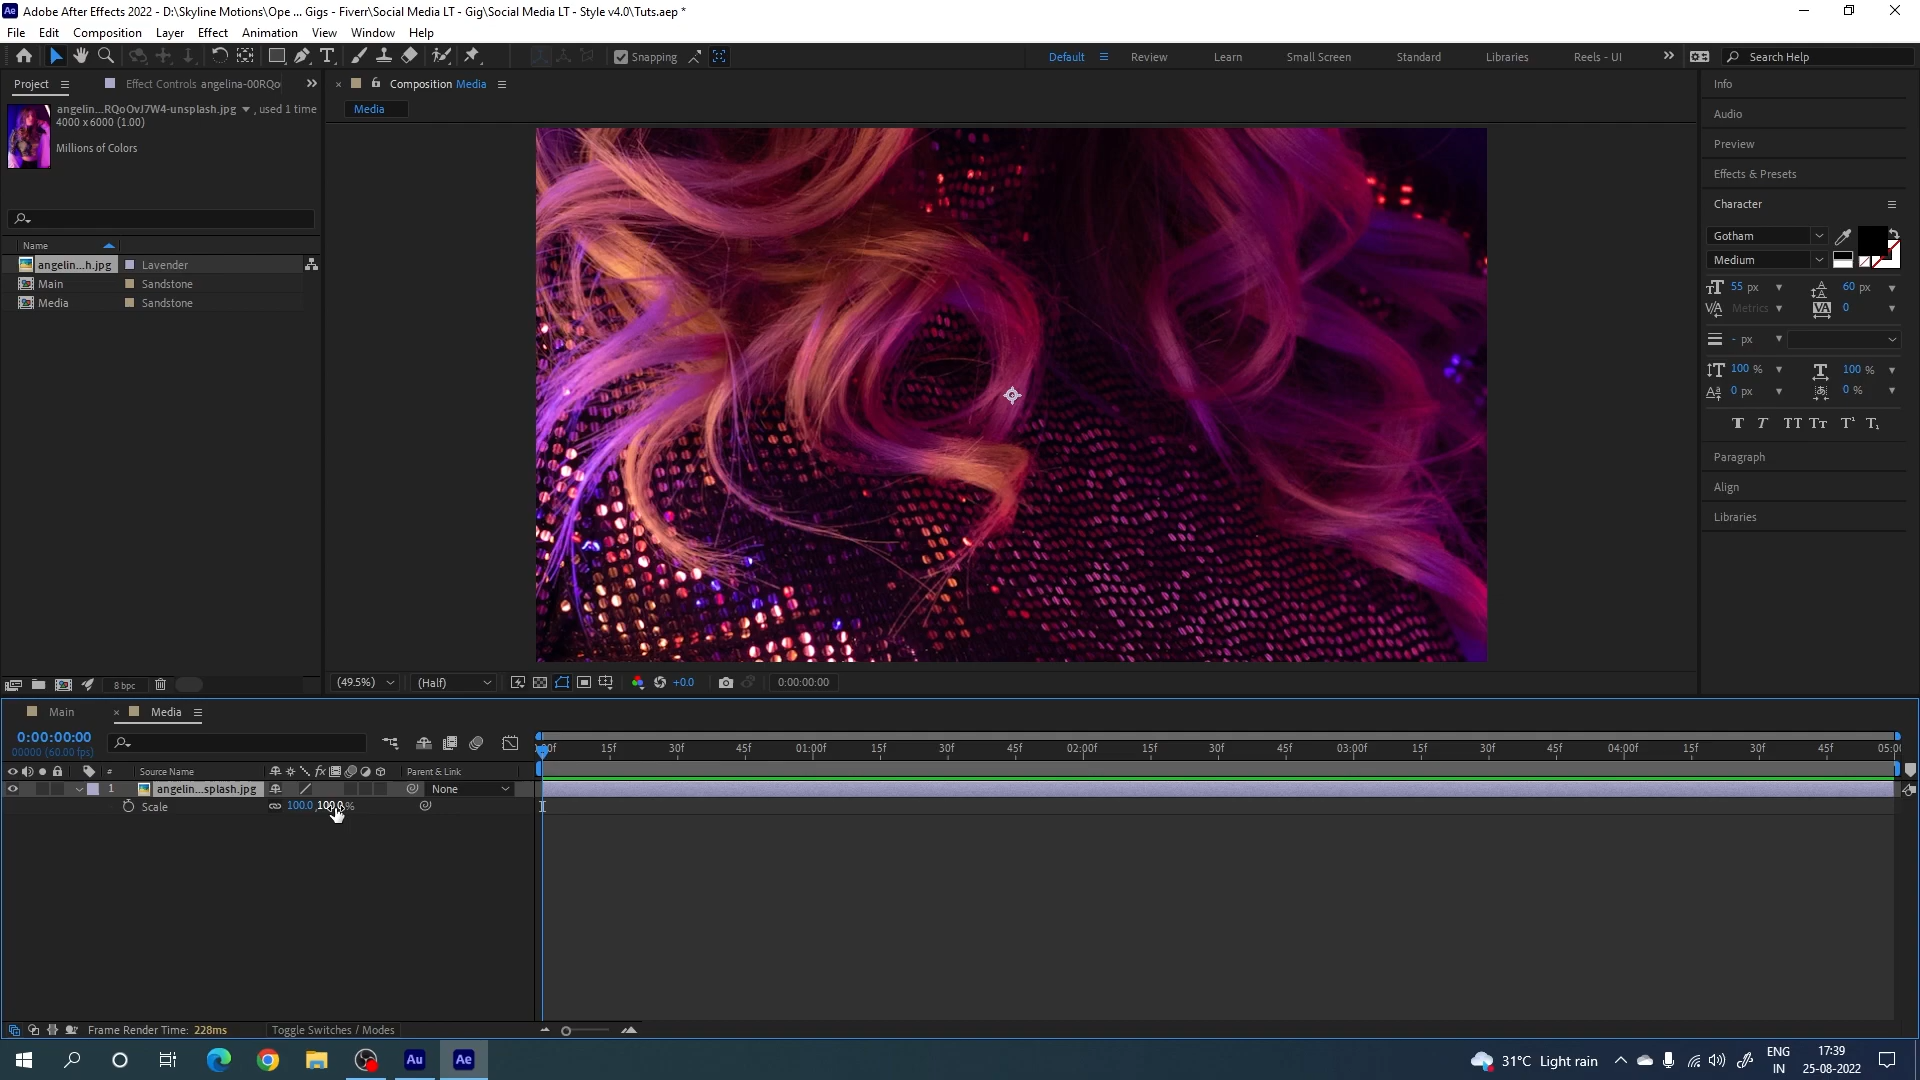 Adobe After Effects 2022 - D:\Skyline Motions\Ope ... Gigs - Fiverr\Social Media LT - Gig\Social Media LT - Style v4.0\Tuts.aep *
File Edit Composition Layer Effect Animation View Window Help
Snapping
Default Review Learn Small Screen Standard Libraries Reels - UI Search Help
Project Effect Controls angelina-00RQo Composition Media Info
Media
angelin...RQoOvJ7W4-unsplash.jpg , used 1 time
4000 x 6000 (1.00)
Millions of Colors
Audio
Preview
Effects & Presets
Character
Gotham
Medium
55 px 60 px
Metrics 0
- px
100 % 100 %
0 px 0 %
Paragraph
Align
Libraries
Name
angelin...h.jpg Lavender
Main Sandstone
Media Sandstone
8 bpc
(49.5%) (Half) +0.0 0:00:00:00
Main Media
0:00:00:00
00000 (60.00 fps)
15f 30f 45f 01:00f 15f 30f 45f 02:00f 15f 30f 45f 03:00f 15f 30f 45f 04:00f 15f 30f 45f
# Source Name fx Parent & Link
1 angelin...splash.jpg None
Scale 100.0, 100.0 %
Frame Render Time: 228ms Toggle Switches / Modes
Au Ae
31°C Light rain
ENG
IN
17:39
25-08-2022